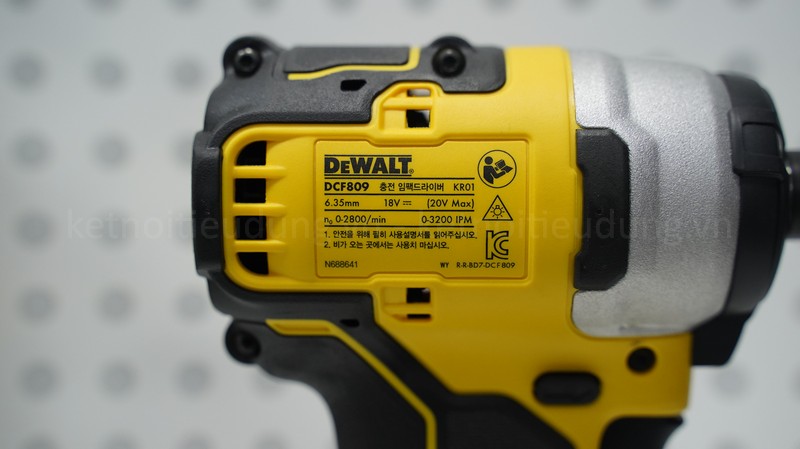 DEWALT®
DCF809 충전 임팩드라이버 KR01
6.35mm 18V (20V Max)
n₀ 0-2800/min 0-3200 IPM
1. 안전을 위해 필히 사용설명서를 읽어주십시오.
2. 비가 오는 곳에서는 사용치 마십시오.
N688641 WY R-R-BD7-DCF809